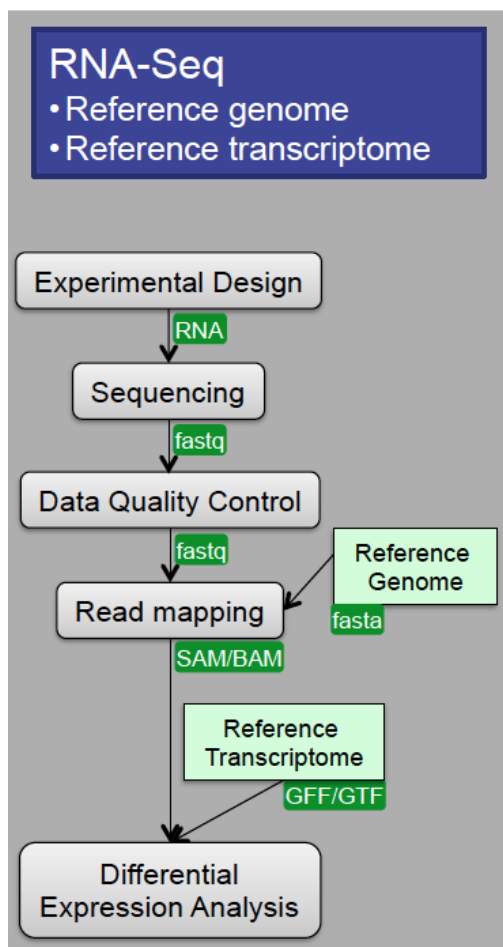 RNA-Seq
• Reference genome
• Reference transcriptome
Experimental Design
RNA
Sequencing
fastq
Data Quality Control
fastq
Reference
Genome
fasta
Read mapping
SAM/BAM
Reference
Transcriptome
GFF/GTF
Differential
Expression Analysis